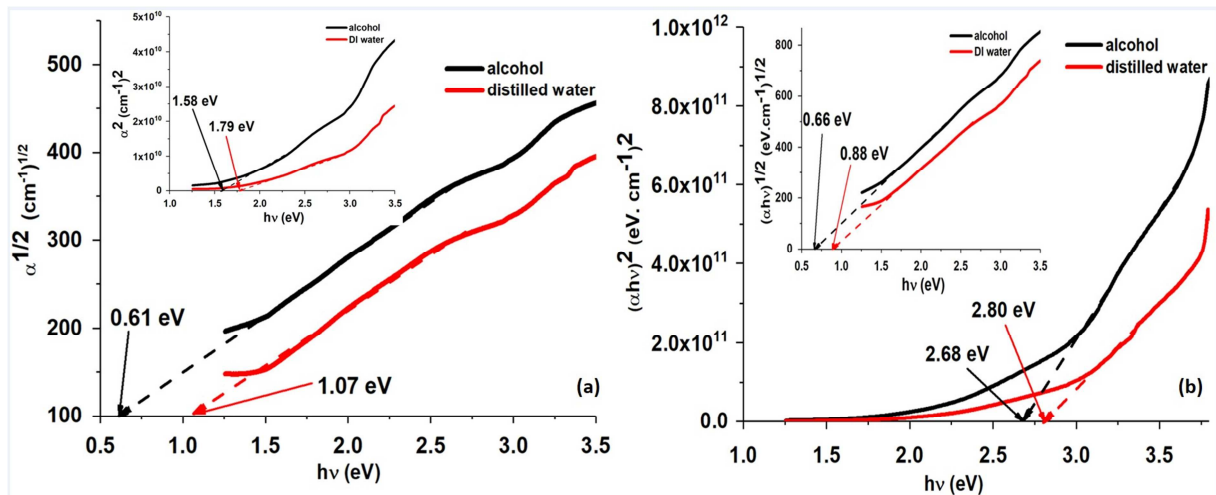 α^1/2 (cm⁻¹)^1/2
550
500
400
300
200
100
0.5
1.0
1.5
2.0
2.5
3.0
3.5
hν (eV)
alcohol
distilled water
0.61 eV
1.07 eV
(a)
α² (cm⁻¹)2
5x10¹⁰
4x10¹⁰
3x10¹⁰
2x10¹⁰
1x10¹⁰
0
0.5 1.0 1.5 2.0 2.5 3.0 3.5
hν (eV)
alcohol
DI water
1.58 eV
1.79 eV
(αhν)² (eV. cm⁻¹)²
1.0x10¹²
8.0x10¹¹
6.0x10¹¹
4.0x10¹¹
2.0x10¹¹
0.0
1.0 1.5 2.0 2.5 3.0 3.5
hν (eV)
alcohol
distilled water
2.80 eV
2.68 eV
(b)
(αhν)^1/2 (eV.cm⁻¹)1/2
800
600
400
200
0
0.5 1.0 1.5 2.0 2.5 3.0 3.5
hν (eV)
alcohol
DI water
0.66 eV
0.88 eV